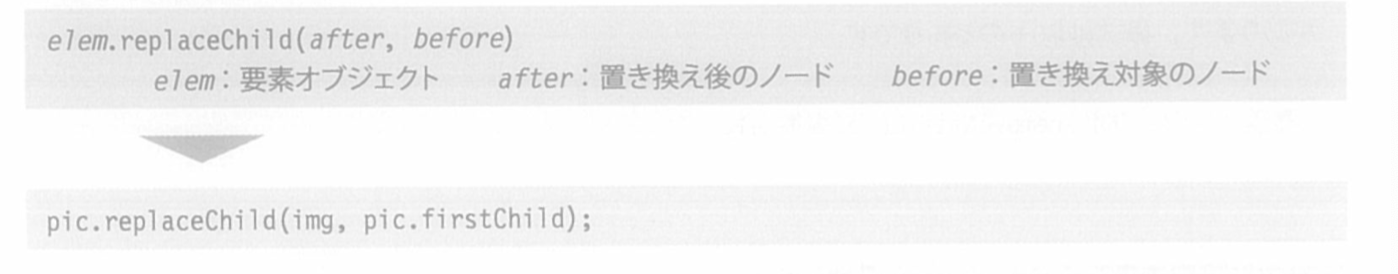 elem.replaceChild(after, before)
elem：要素オブジェクト　　after：置き換え後のノード　　before：置き換え対象のノード
pic.replaceChild(img, pic.firstChild);